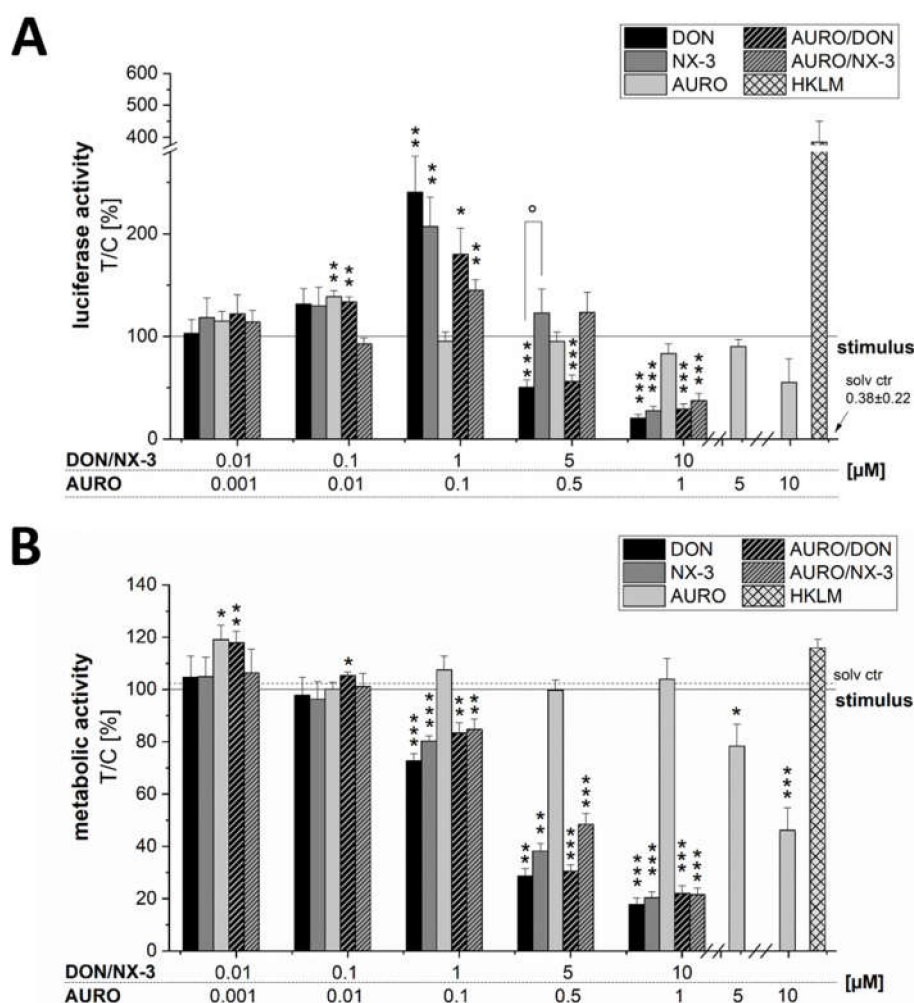 A
DON
NX-3
AURO
AURO/DON
AURO/NX-3
HKLM
luciferase activity
T/C [%]
600
500
400
200
100
0
**
**
*
**
**
**
°
***
***
***
***
***
***
stimulus
solv ctr
0.38±0.22
DON/NX-3 0.01 0.1 1 5 10 [µM]
AURO 0.001 0.01 0.1 0.5 1 5 10
B
DON
NX-3
AURO
AURO/DON
AURO/NX-3
HKLM
metabolic activity
T/C [%]
140
120
100
80
60
40
20
0
*
**
*
***
***
**
**
**
**
***
***
***
***
***
***
*
***
solv ctr
stimulus
DON/NX-3 0.01 0.1 1 5 10 [µM]
AURO 0.001 0.01 0.1 0.5 1 5 10